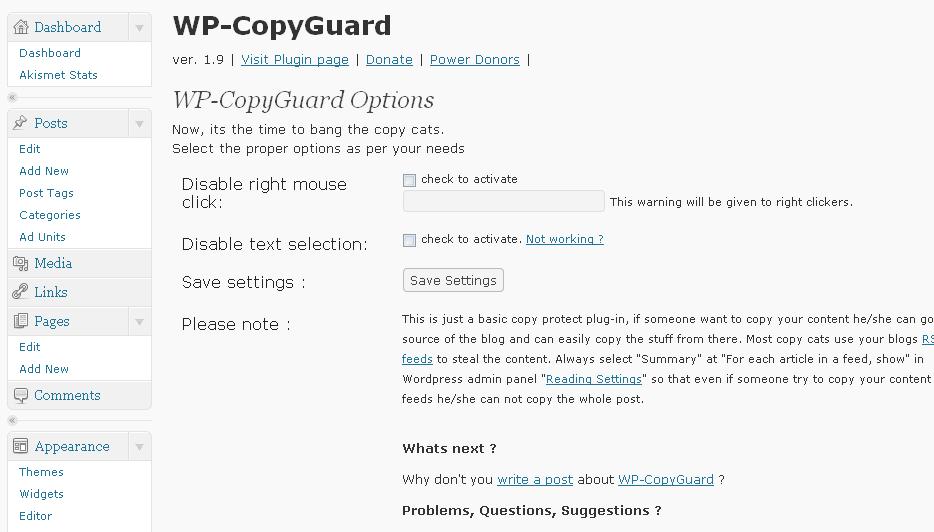 Dashboard
Dashboard
Akismet Stats
Posts
Edit
Add New
Post Tags
Categories
Ad Units
Media
Links
Pages
Edit
Add New
Comments
Appearance
Themes
Widgets
Editor
WP-CopyGuard
ver. 1.9 | Visit Plugin page | Donate | Power Donors |
WP-CopyGuard Options
Now, its the time to bang the copy cats.
Select the proper options as per your needs
Disable right mouse
click:
check to activate
This warning will be given to right clickers.
Disable text selection:
check to activate. Not working ?
Save settings :
Save Settings
Please note :
This is just a basic copy protect plug-in, if someone want to copy your content he/she can go
source of the blog and can easily copy the stuff from there. Most copy cats use your blogs RS
feeds to steal the content. Always select "Summary" at "For each article in a feed, show" in
Wordpress admin panel "Reading Settings" so that even if someone try to copy your content
feeds he/she can not copy the whole post.
Whats next ?
Why don't you write a post about WP-CopyGuard ?
Problems, Questions, Suggestions ?